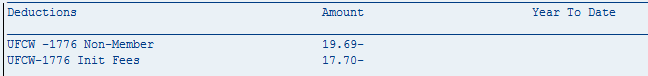 Deductions Amount Year To Date
UFCW -1776 Non-Member 19.69-
UFCW-1776 Init Fees 17.70-